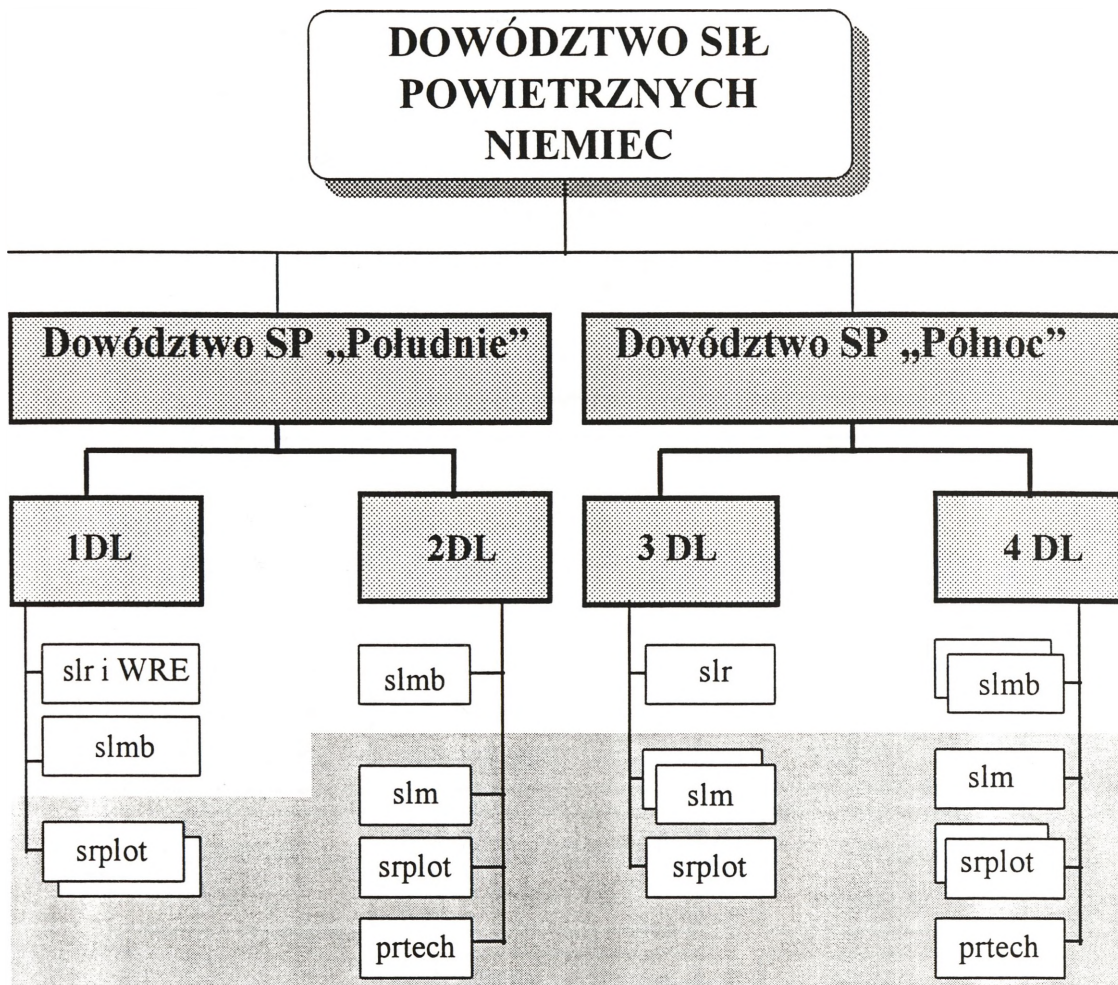 DOWÓDZTWO SIŁ
POWIETRZNYCH
NIEMIEC
Dowództwo SP „Południe”
Dowództwo SP „Północ”
1DL
2DL
3 DL
4 DL
slr i WRE
slmb
srplot
slmb
slm
srplot
prtech
slr
slm
srplot
slmb
slm
srplot
prtech